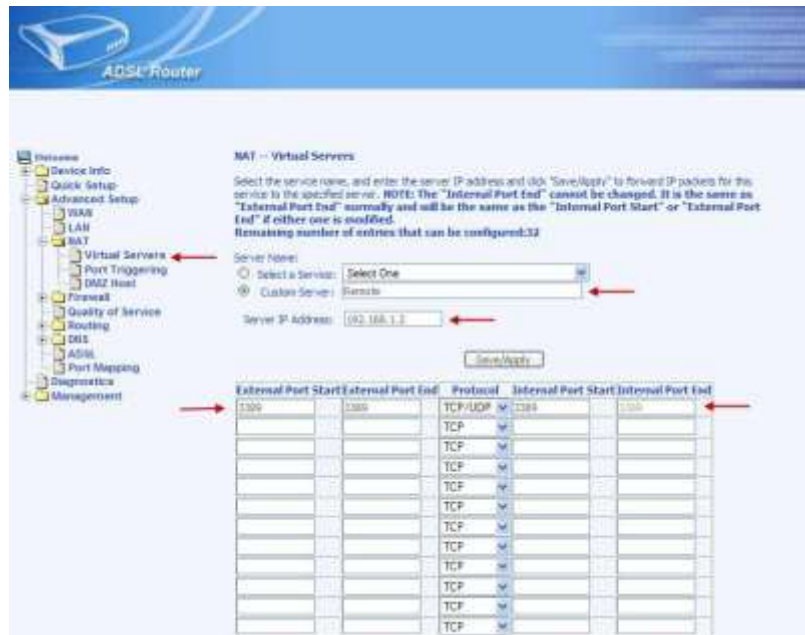 ADSL Router
Welcome
Device Info
Quick Setup
Advanced Setup
WAN
LAN
NAT
Virtual Servers
Port Triggering
DMZ Host
Firewall
Quality of Service
Routing
DNS
ADSL
Port Mapping
Diagnostics
Management
NAT -- Virtual Servers
Select the service name, and enter the server IP address and click "Save/Apply" to forward IP packets for this
service to the specified server. NOTE: The "Internal Port End" cannot be changed. It is the same as
"External Port End" normally and will be the same as the "Internal Port Start" or "External Port
End" if either one is modified.
Remaining number of entries that can be configured:32
Server Name:
Select a Service: Select One
Custom Server: Remote
Server IP Address: 192.168.1.2
Save/Apply
External Port Start External Port End Protocol Internal Port Start Internal Port End
3389 3389 TCP/UDP 3389 3389
TCP
TCP
TCP
TCP
TCP
TCP
TCP
TCP
TCP
TCP
TCP